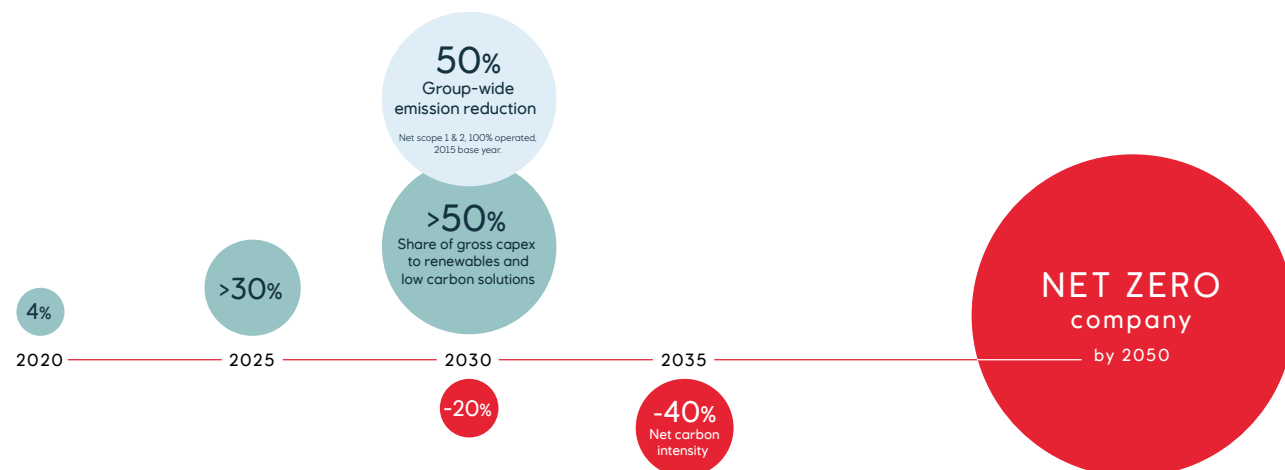 50%
Group-wide
emission reduction
Net scope 1 & 2, 100% operated,
2015 base year.
>50%
Share of gross capex
to renewables and
low carbon solutions
>30%
4%
NET ZERO
company
by 2050
2020
2025
2030
2035
-20%
-40%
Net carbon
intensity